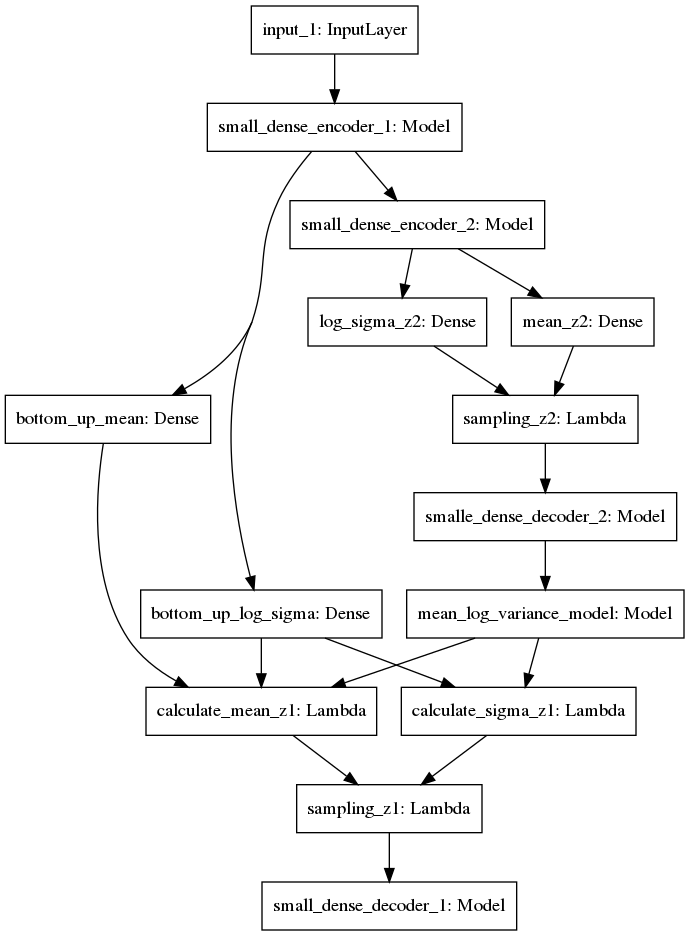 input_1: InputLayer
small_dense_encoder_1: Model
small_dense_encoder_2: Model
log_sigma_z2: Dense
mean_z2: Dense
bottom_up_mean: Dense
sampling_z2: Lambda
smalle_dense_decoder_2: Model
bottom_up_log_sigma: Dense
mean_log_variance_model: Model
calculate_mean_z1: Lambda
calculate_sigma_z1: Lambda
sampling_z1: Lambda
small_dense_decoder_1: Model